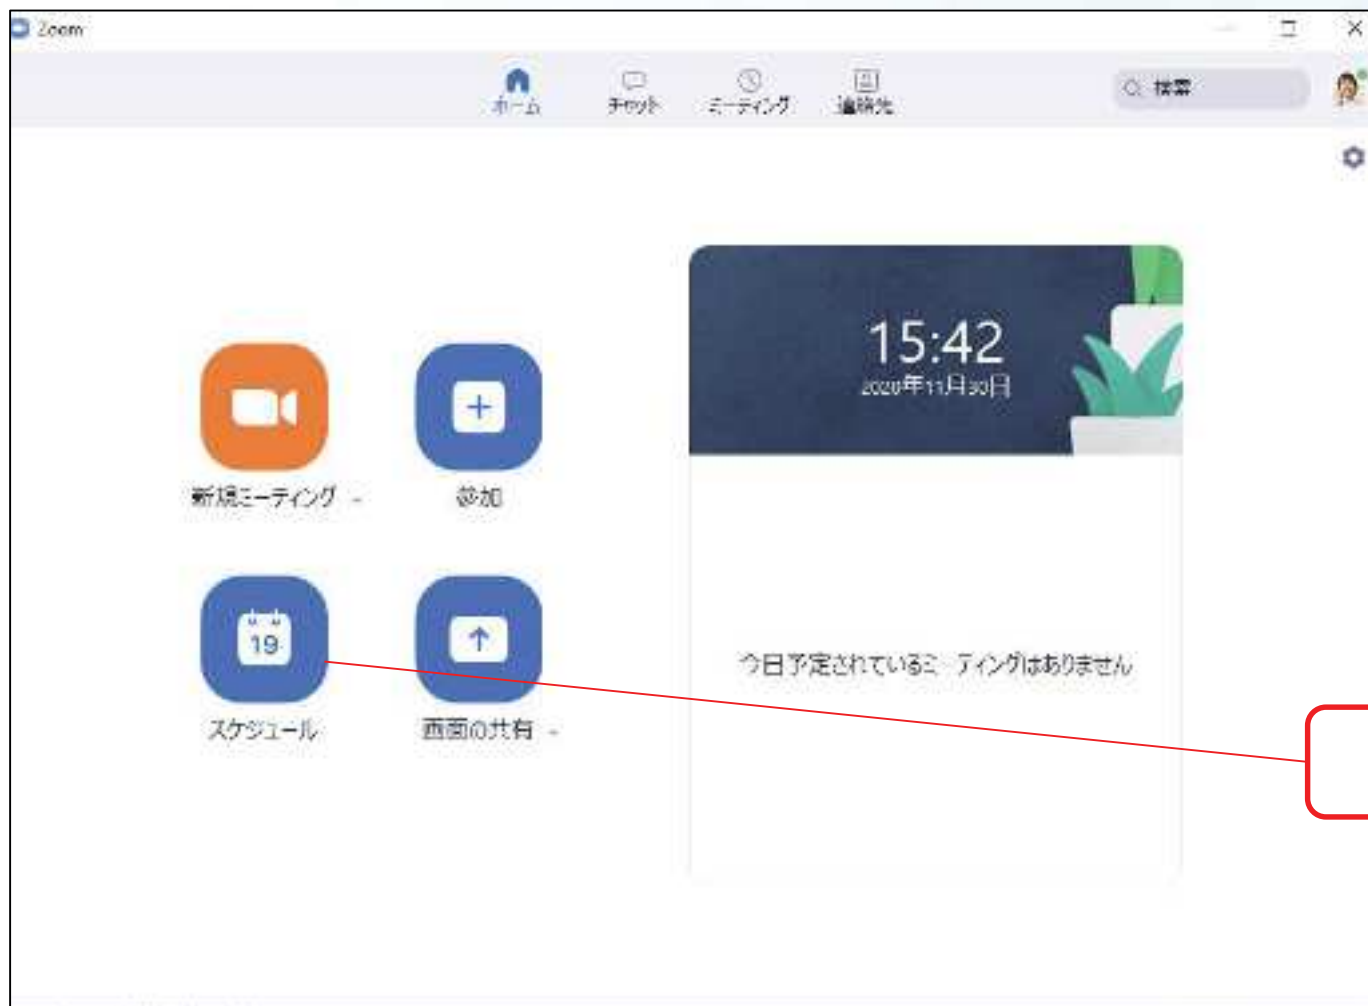 Zoom
ホーム
チャット
ミーティング
連絡先
検索
15:42
2020年11月30日
新規ミーティング
参加
19
スケジュール
画面の共有
今日予定されているミーティングはありません